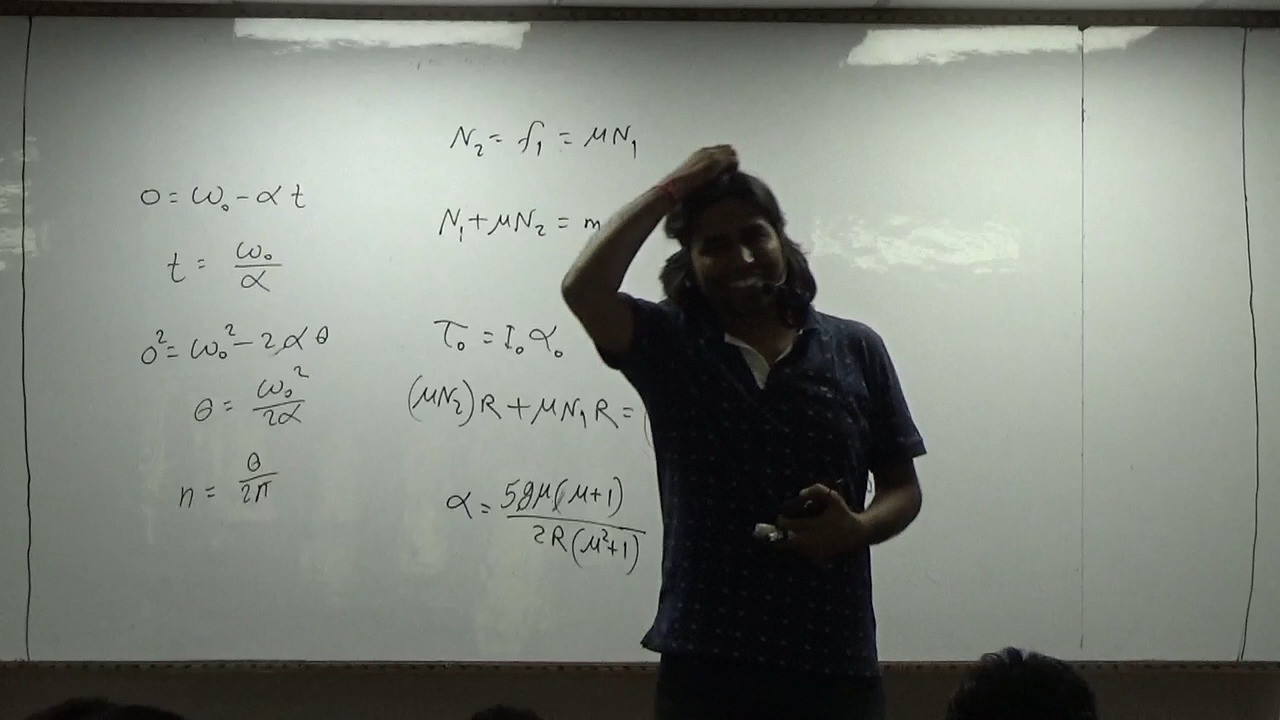 0 = ω₀ - αt
t = ω₀/α
0² = ω₀² - 2αθ
θ = ω₀²/2α
n = θ/2π
N₂ = f₁ = μN₁
N₁ + μN₂ = m
τ₀ = I₀α₀
(μN₂)R + μN₁R = (
α = 5gμ(μ+1)/2R(μ²+1)